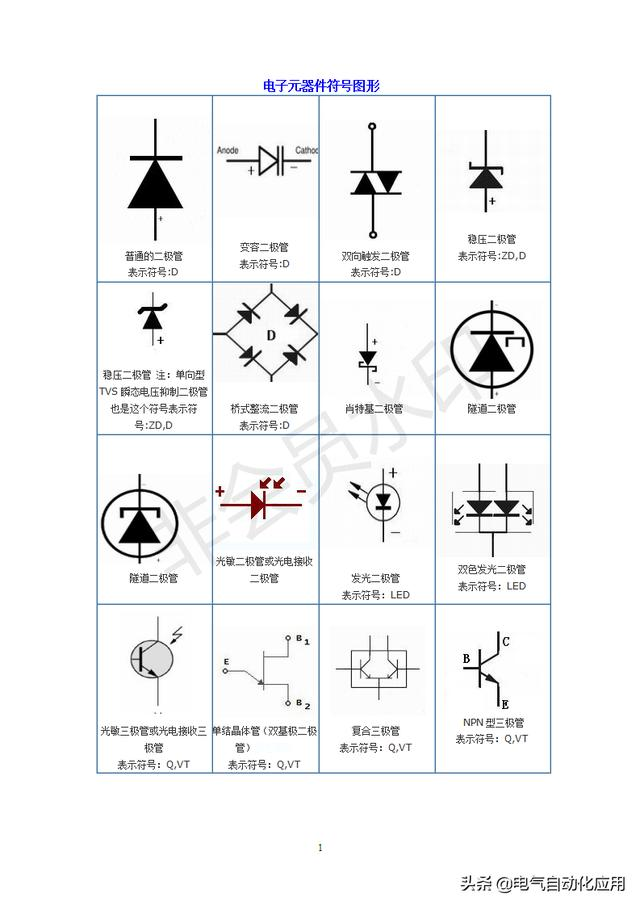 电子元器件符号图形
+
普通的二极管
表示符号:D
Anode
Cathod
+
−
变容二极管
表示符号:D
双向触发二极管
表示符号:D
+
稳压二极管
表示符号:ZD,D
+
稳压二极管 注：单向型
TVS 瞬态电压抑制二极管
也是这个符号表示符
号:ZD,D
D
桥式整流二极管
表示符号:D
+
−
肖特基二极管
+
隧道二极管
+
隧道二极管
+
−
光敏二极管或光电接收
二极管
+
−
发光二极管
表示符号：LED
双色发光二极管
表示符号：LED
光敏三极管或光电接收三
极管
表示符号：Q,VT
B1
E
B2
单结晶体管（双基极二极
管）
表示符号：Q,VT
复合三极管
表示符号：Q,VT
C
B
E
NPN 型三极管
表示符号：Q,VT
非会员水印
1
头条 @电气自动化应用